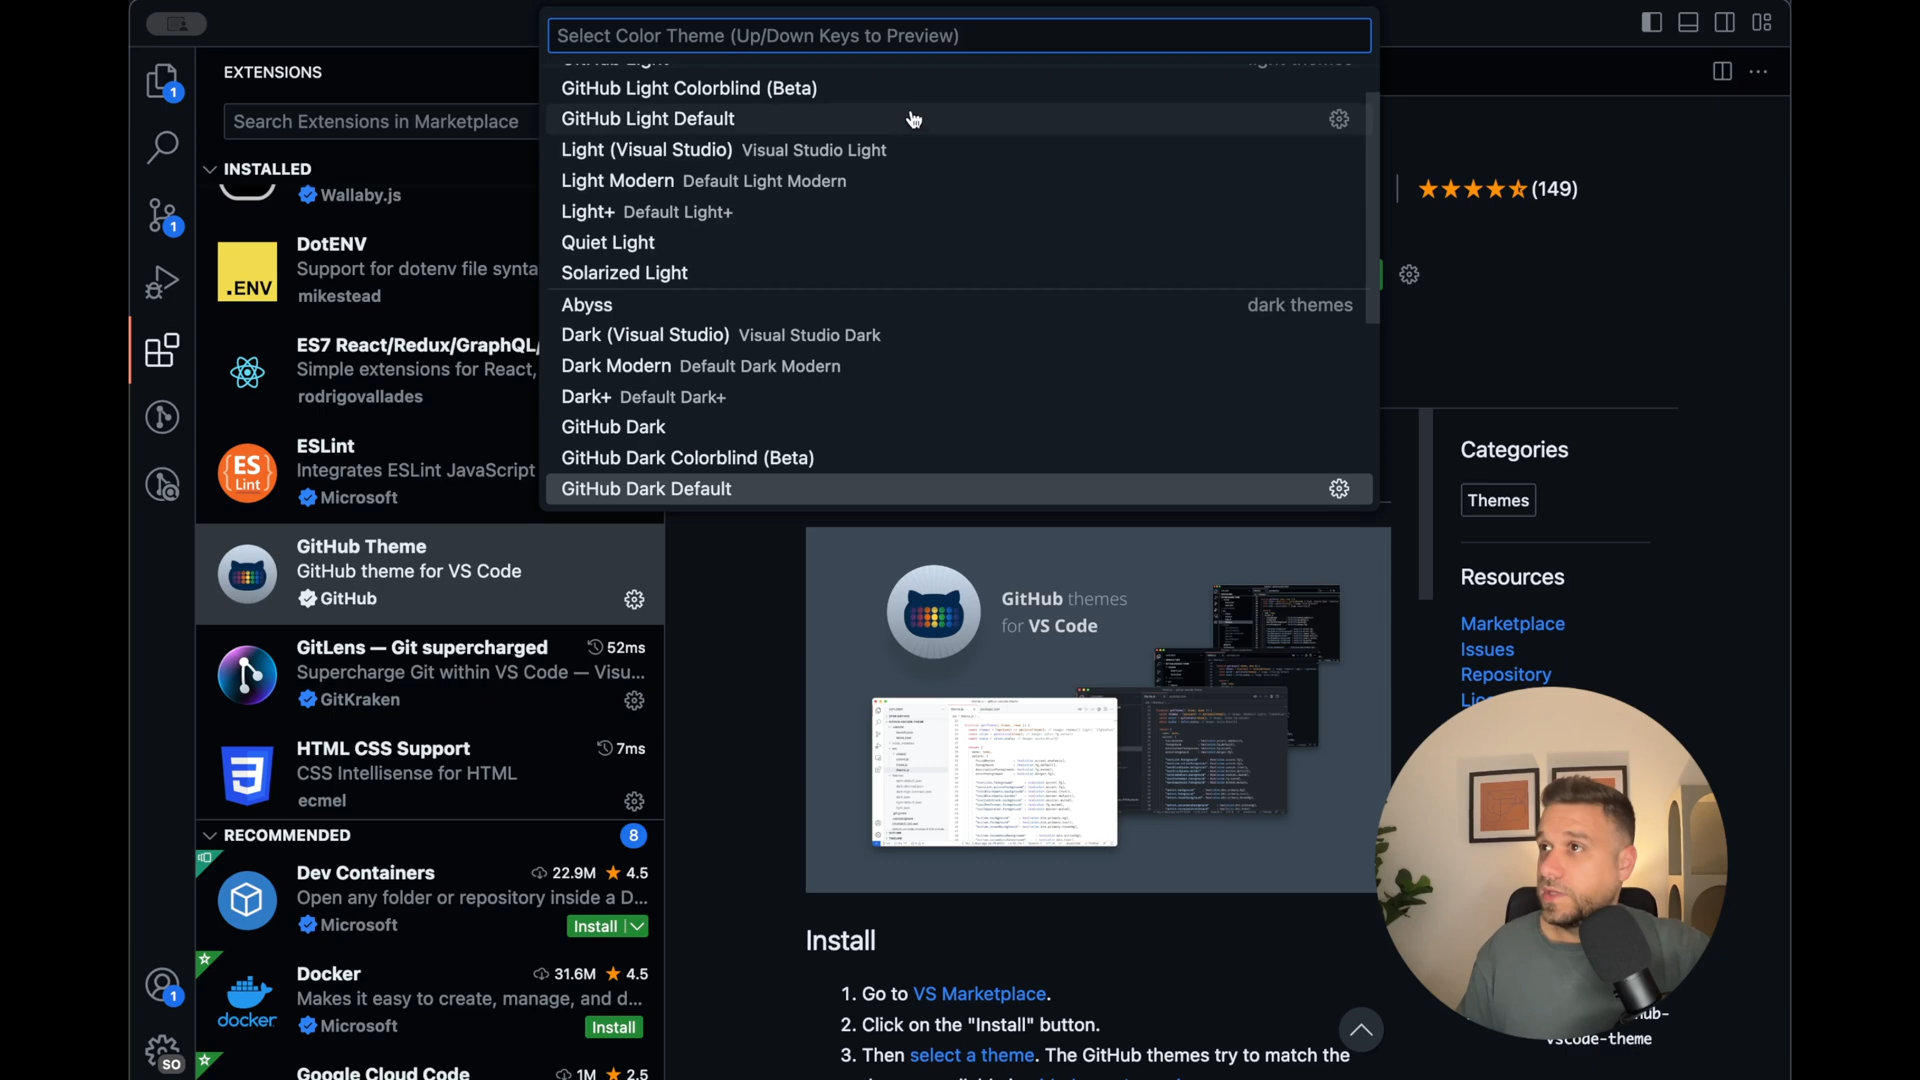 Select Color Theme (Up/Down Keys to Preview)
GitHub Light Colorblind (Beta)
GitHub Light Default
Light (Visual Studio) Visual Studio Light
Light Modern Default Light Modern
Light+ Default Light+
Quiet Light
Solarized Light
Abyss dark themes
Dark (Visual Studio) Visual Studio Dark
Dark Modern Default Dark Modern
Dark+ Default Dark+
GitHub Dark
GitHub Dark Colorblind (Beta)
GitHub Dark Default
1
1
1
SO
EXTENSIONS
Search Extensions in Marketplace
INSTALLED
Wallaby.js
.ENV
DotENV
Support for dotenv file synta
mikestead
ES7 React/Redux/GraphQL/
Simple extensions for React,
rodrigovallades
ES
Lint
ESLint
Integrates ESLint JavaScript
Microsoft
GitHub Theme
GitHub theme for VS Code
GitHub
GitLens — Git supercharged 52ms
Supercharge Git within VS Code — Visu...
GitKraken
HTML CSS Support 7ms
CSS Intellisense for HTML
ecmel
RECOMMENDED 8
Dev Containers 22.9M 4.5
Open any folder or repository inside a D...
Microsoft Install
docker
Docker 31.6M 4.5
Makes it easy to create, manage, and d...
Microsoft Install
Google Cloud Code 1M 2.5
(149)
GitHub themes
for VS Code
Install
1. Go to VS Marketplace.
2. Click on the "Install" button.
3. Then select a theme. The GitHub themes try to match the
Categories
Themes
Resources
Marketplace
Issues
Repository
vscode-theme